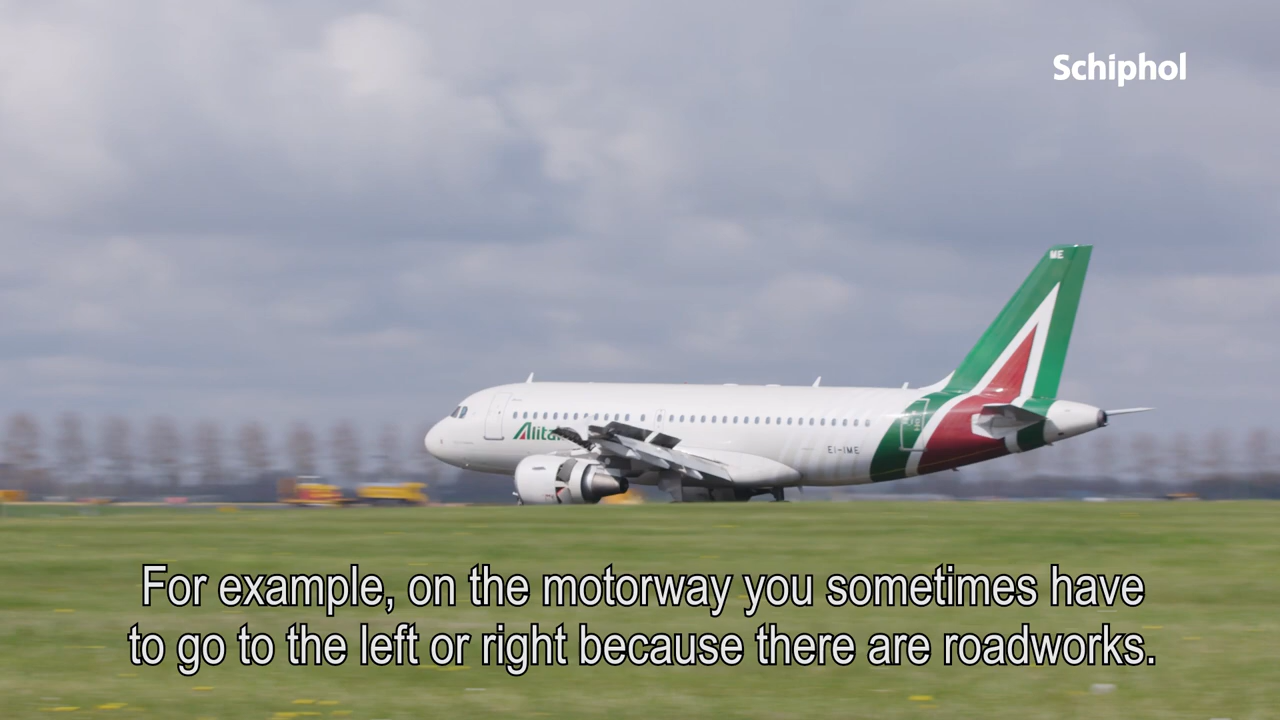 Schiphol
ME
EI-IME
For example, on the motorway you sometimes have
to go to the left or right because there are roadworks.